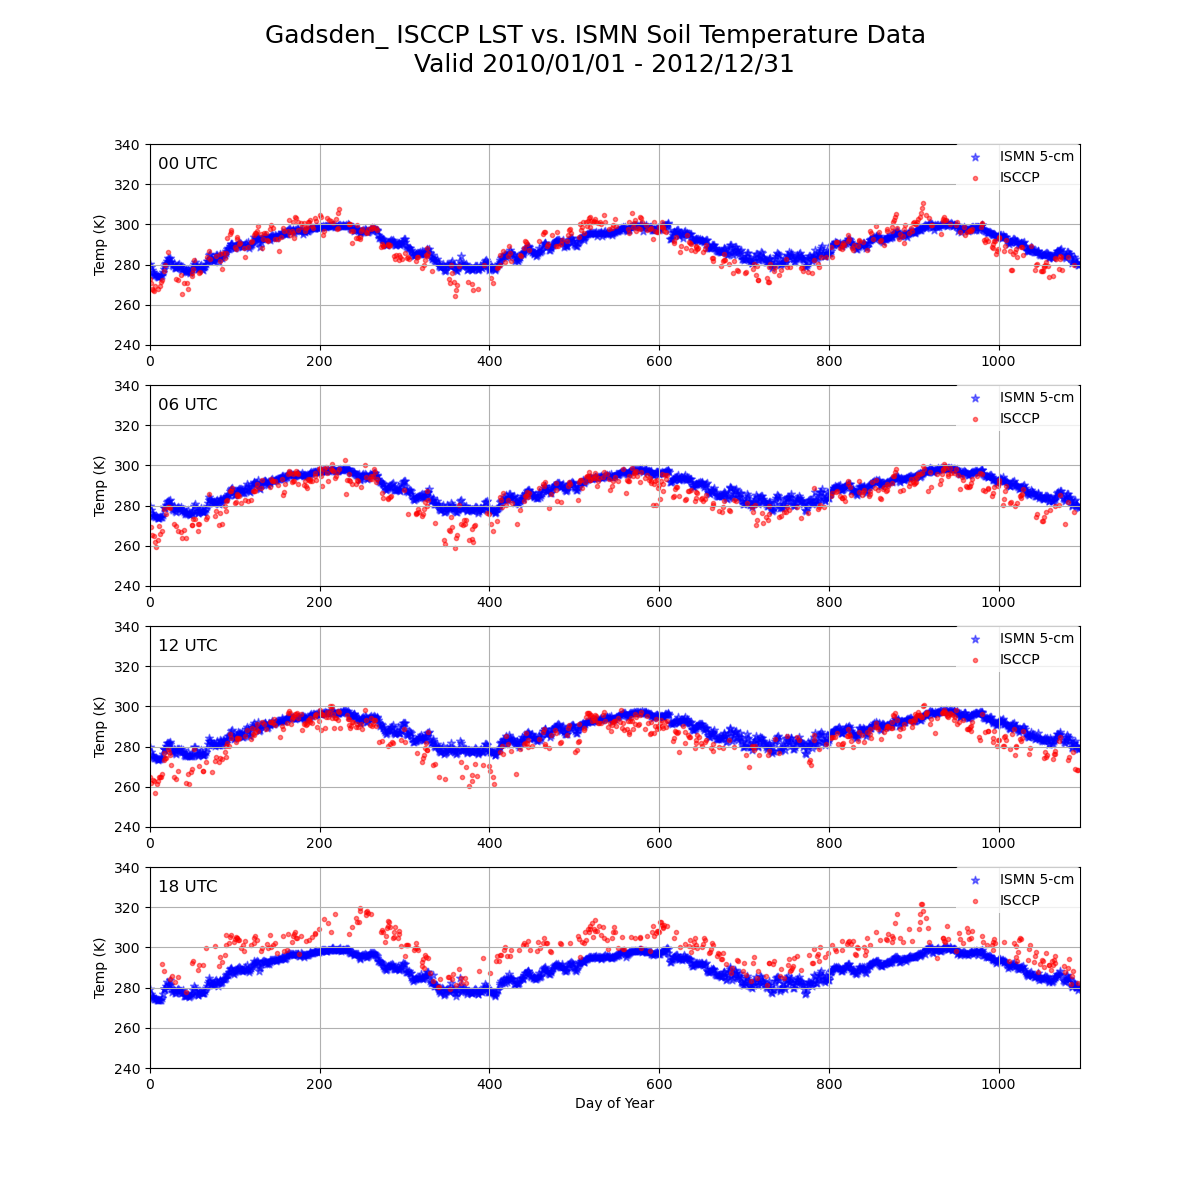 Gadsden_ ISCCP LST vs. ISMN Soil Temperature Data
Valid 2010/01/01 - 2012/12/31
340
320
300
280
260
240
Temp (K)
00 UTC
ISMN 5-cm
ISCCP
0 200 400 600 800 1000
340
320
300
280
260
240
Temp (K)
06 UTC
ISMN 5-cm
ISCCP
0 200 400 600 800 1000
340
320
300
280
260
240
Temp (K)
12 UTC
ISMN 5-cm
ISCCP
0 200 400 600 800 1000
340
320
300
280
260
240
Temp (K)
18 UTC
ISMN 5-cm
ISCCP
0 200 400 600 800 1000
Day of Year